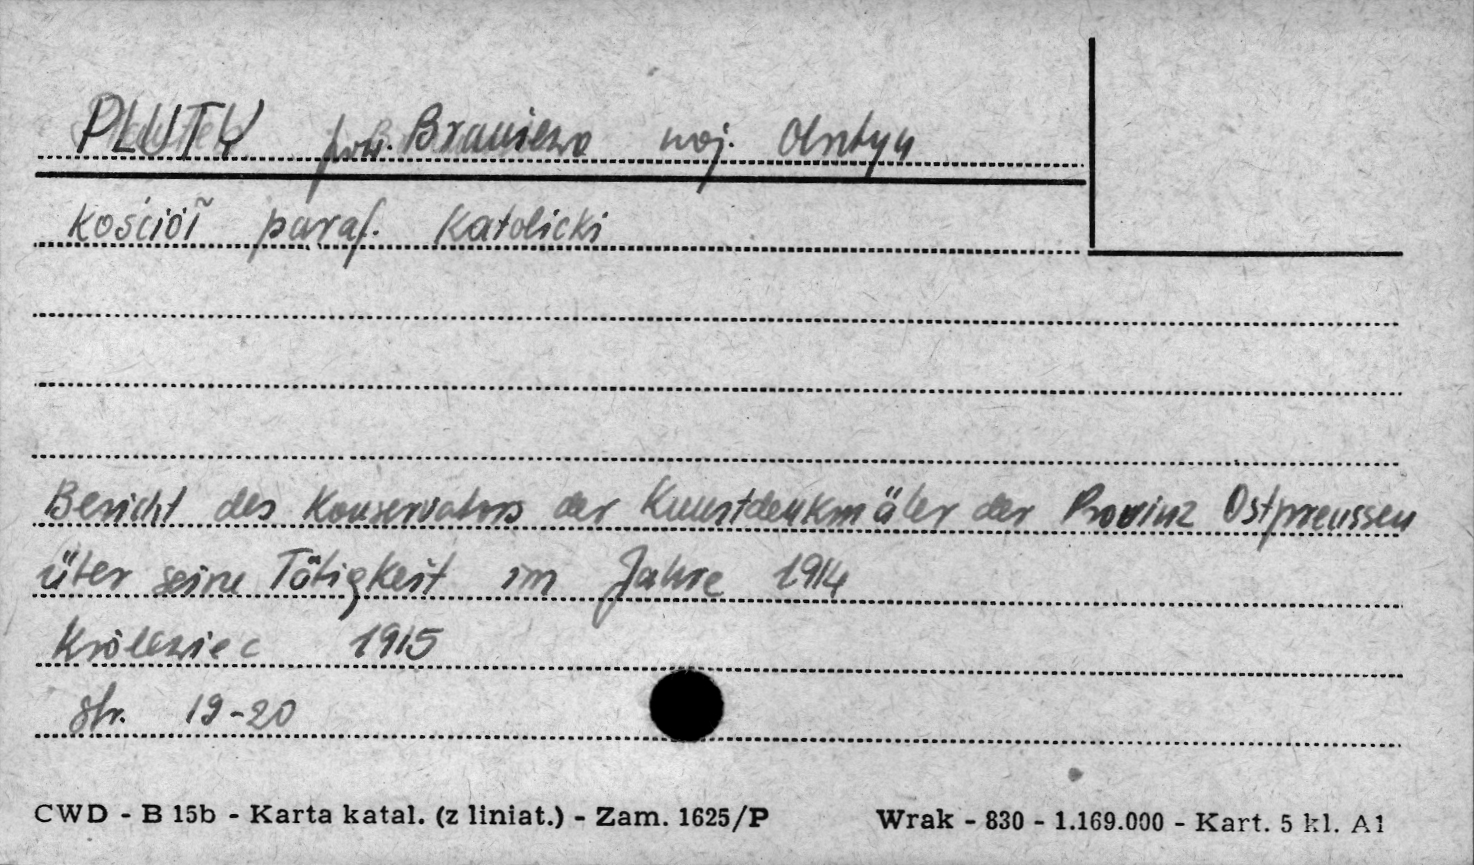 PLUTY pow. Braniewo woj. Olsztyn
kościół paraf. katolicki
Bericht des Konservators der Kunstdenkmäler der Provinz Ostpreussen
über seine Tätigkeit im Jahre 1914
Królewiec 1915
str. 19-20
CWD - B 15b - Karta katal. (z liniat.) - Zam. 1625/P Wrak - 830 - 1.169.000 - Kart. 5 kl. A1